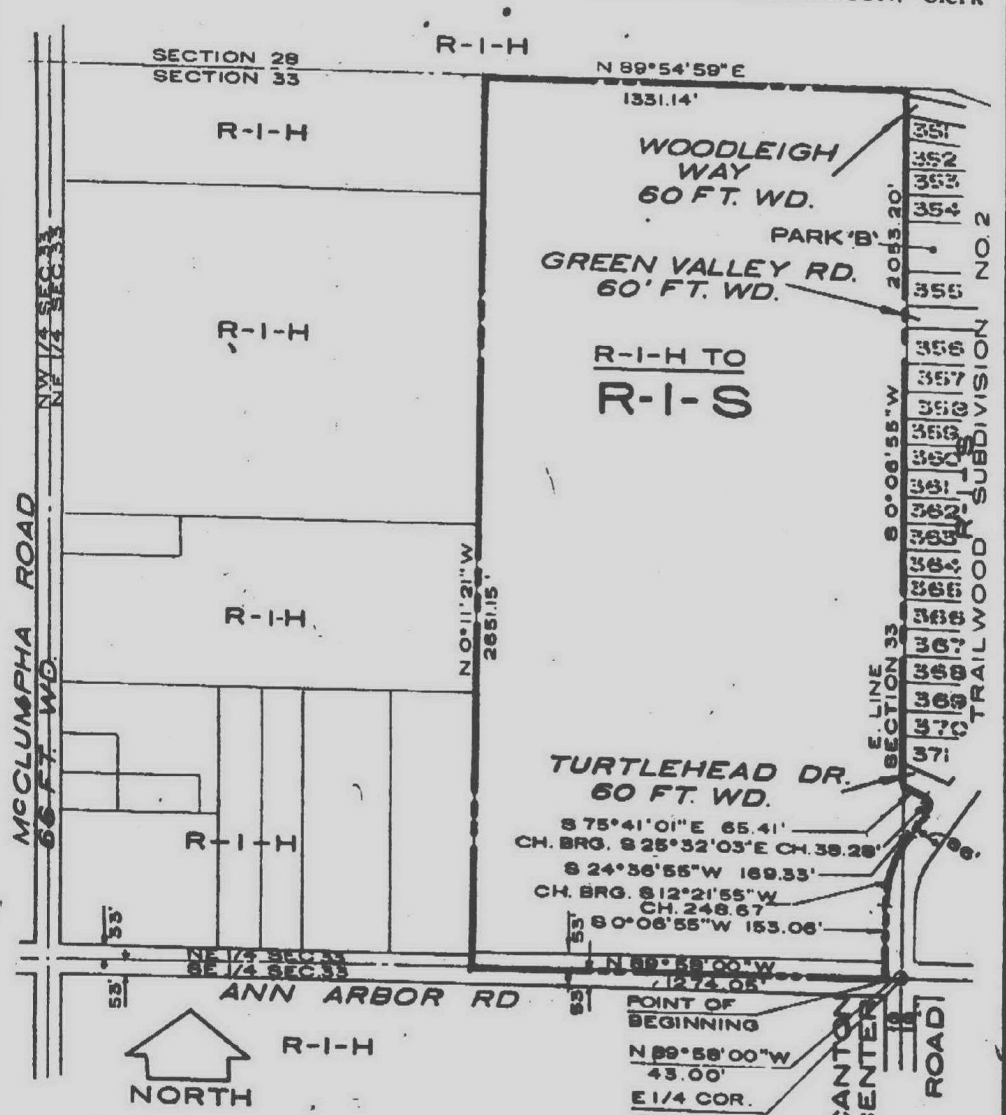 Clerk
R-1-H
SECTION 28
SECTION 33
N 89°54'59"E
1331.14'
R-1-H
WOODLEIGH
WAY
60 FT. WD.
351
352
353
354
PARK 'B'
2053.20'
GREEN VALLEY RD.
60' FT. WD.
355
NW 1/4 SEC. 33
NE 1/4 SEC. 33
R-1-H
R-1-H TO
R-1-S
356
357
358
359
360
361
362
363
364
365
366
367
368
369
370
371
S 0°06'55"W
R-1-S
TRAILWOOD SUBDIVISION NO. 2
MCCLUMPHA ROAD
66 FT. WD.
N 0°11'21"W
2651.15'
R-1-H
E. LINE
SECTION 33
TURTLEHEAD DR.
60 FT. WD.
S 75°41'01"E 65.41'
CH. BRG. S 25°32'03"E CH. 38.28'
S 24°36'55"W 169.33'
CH. BRG. S 12°21'55"W
CH. 248.67
S 0°06'55"W 153.06'
R-1-H
33'
53'
53'
53'
NE 1/4 SEC. 33
SE 1/4 SEC. 33
N 89°58'00"W
1274.05'
ANN ARBOR RD
POINT OF
BEGINNING
R-1-H
N 89°58'00"W
43.00'
E 1/4 COR.
NORTH
CANTON
CENTER
ROAD